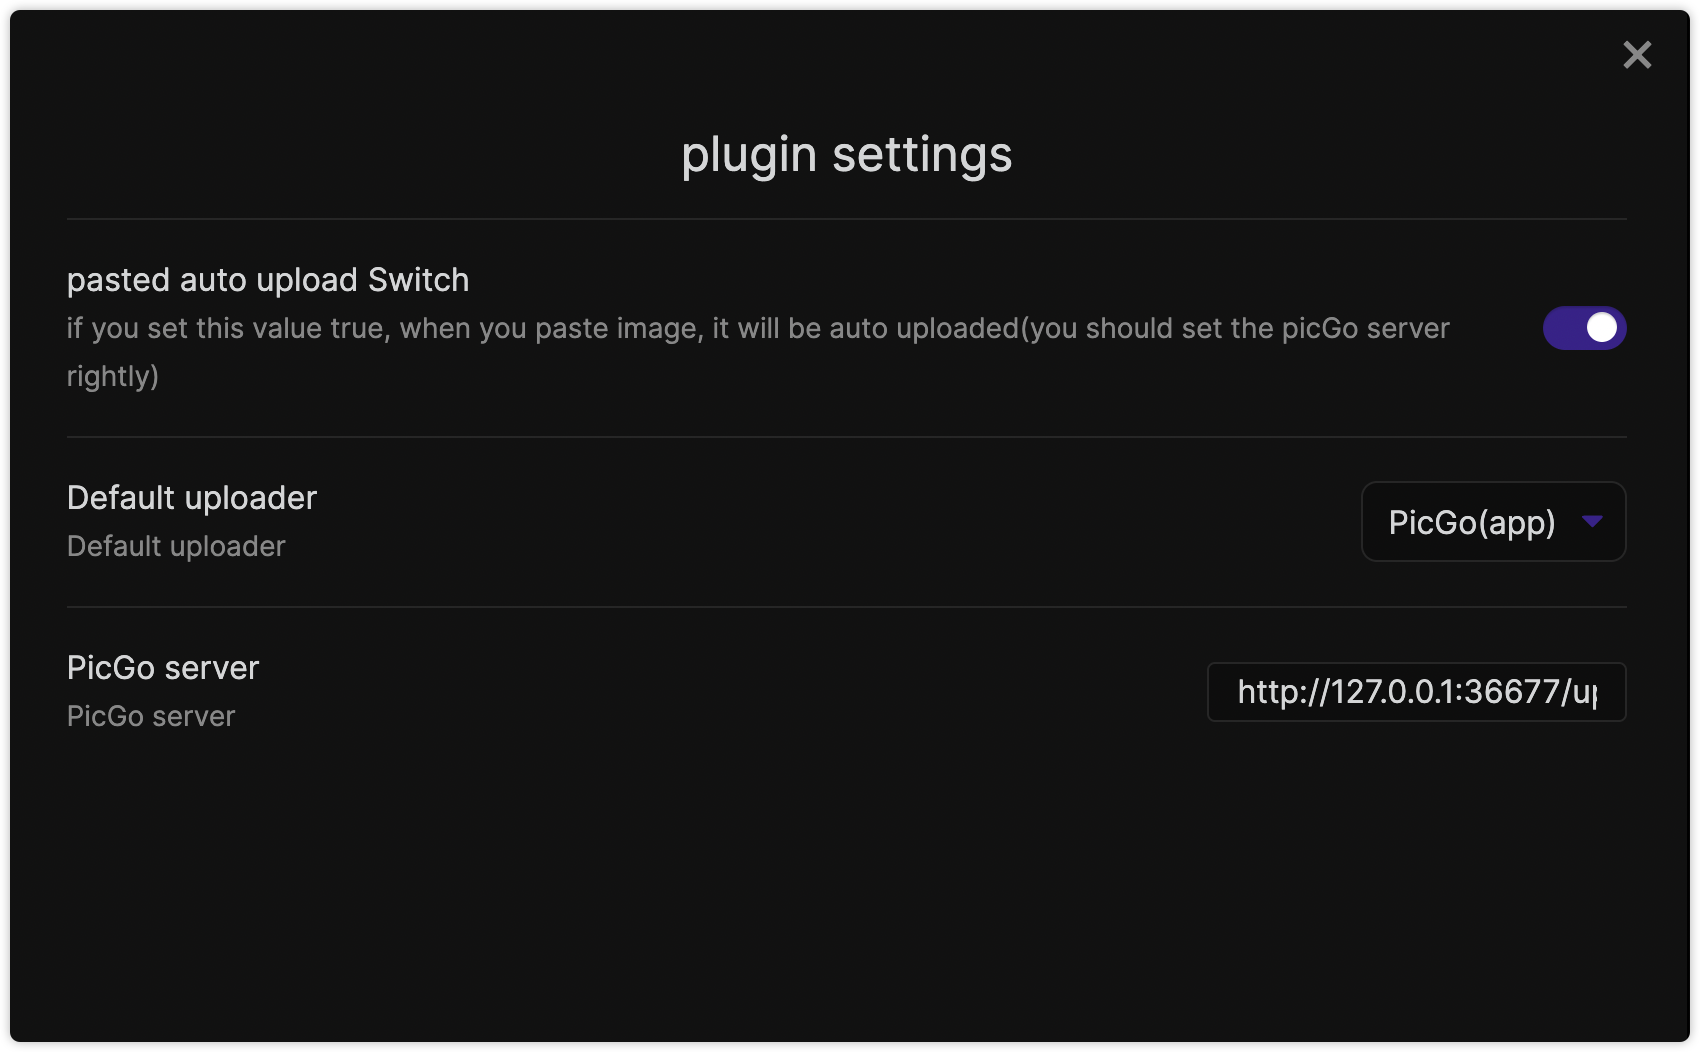 plugin settings
pasted auto upload Switch
if you set this value true, when you paste image, it will be auto uploaded(you should set the picGo server
rightly)
Default uploader
Default uploader
PicGo(app)
PicGo server
PicGo server
http://127.0.0.1:36677/up